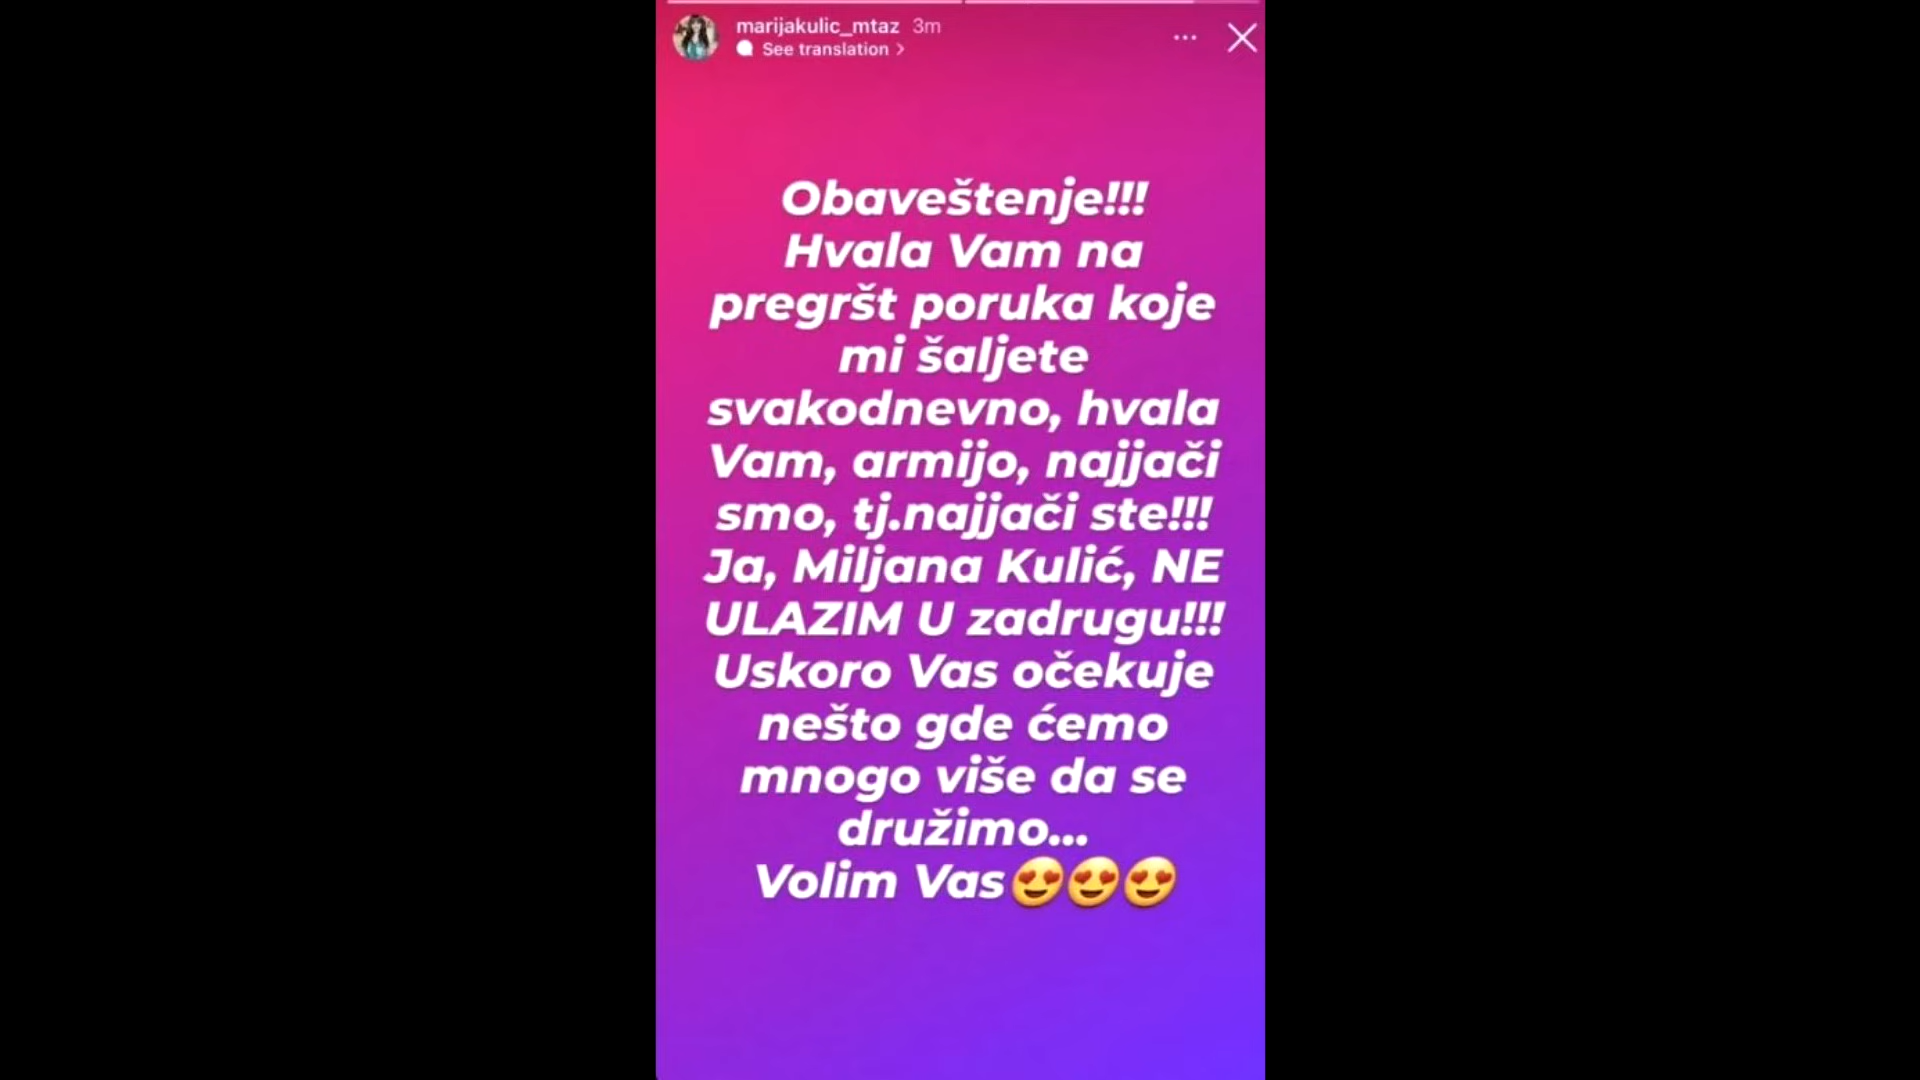 marijakulic_mtaz 3m
See translation
Obaveštenje!!!
Hvala Vam na
pregršt poruka koje
mi šaljete
svakodnevno, hvala
Vam, armijo, najjači
smo, tj.najjači ste!!!
Ja, Miljana Kulić, NE
ULAZIM U zadrugu!!!
Uskoro Vas očekuje
nešto gde ćemo
mnogo više da se
družimo...
Volim Vas😍😍😍